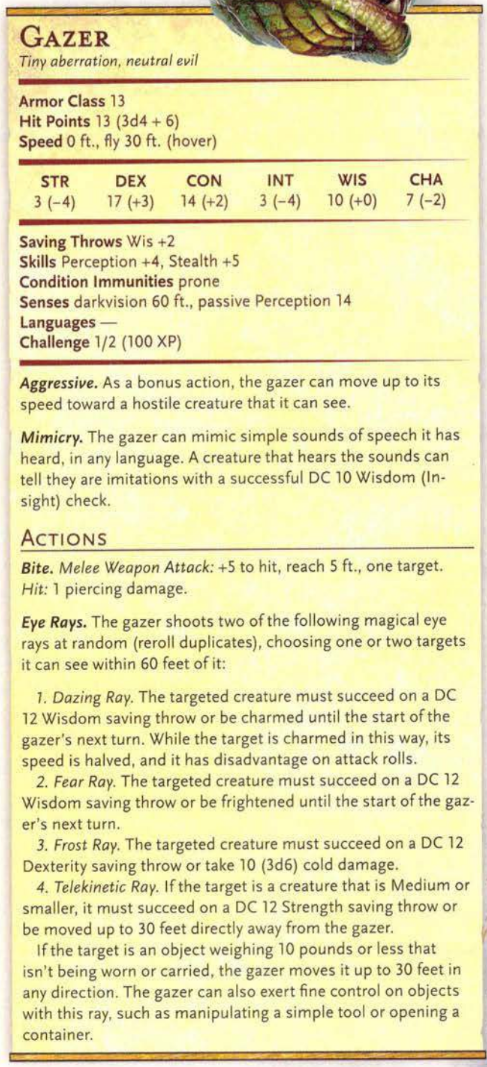 GAZER
Tiny aberration, neutral evil
Armor Class 13
Hit Points 13 (3d4 + 6)
Speed 0 ft., fly 30 ft. (hover)
STR DEX CON INT WIS CHA
3 (−4) 17 (+3) 14 (+2) 3 (−4) 10 (+0) 7 (−2)
Saving Throws Wis +2
Skills Perception +4, Stealth +5
Condition Immunities prone
Senses darkvision 60 ft., passive Perception 14
Languages —
Challenge 1/2 (100 XP)
Aggressive. As a bonus action, the gazer can move up to its
speed toward a hostile creature that it can see.
Mimicry. The gazer can mimic simple sounds of speech it has
heard, in any language. A creature that hears the sounds can
tell they are imitations with a successful DC 10 Wisdom (In-
sight) check.
ACTIONS
Bite. Melee Weapon Attack: +5 to hit, reach 5 ft., one target.
Hit: 1 piercing damage.
Eye Rays. The gazer shoots two of the following magical eye
rays at random (reroll duplicates), choosing one or two targets
it can see within 60 feet of it:
1. Dazing Ray. The targeted creature must succeed on a DC
12 Wisdom saving throw or be charmed until the start of the
gazer's next turn. While the target is charmed in this way, its
speed is halved, and it has disadvantage on attack rolls.
2. Fear Ray. The targeted creature must succeed on a DC 12
Wisdom saving throw or be frightened until the start of the gaz-
er's next turn.
3. Frost Ray. The targeted creature must succeed on a DC 12
Dexterity saving throw or take 10 (3d6) cold damage.
4. Telekinetic Ray. If the target is a creature that is Medium or
smaller, it must succeed on a DC 12 Strength saving throw or
be moved up to 30 feet directly away from the gazer.
If the target is an object weighing 10 pounds or less that
isn't being worn or carried, the gazer moves it up to 30 feet in
any direction. The gazer can also exert fine control on objects
with this ray, such as manipulating a simple tool or opening a
container.